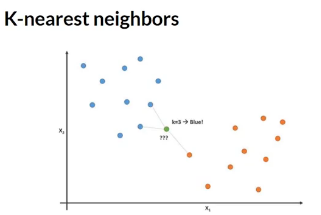 K-nearest neighbors
k=3 → Blue!
???
X₂
X₁